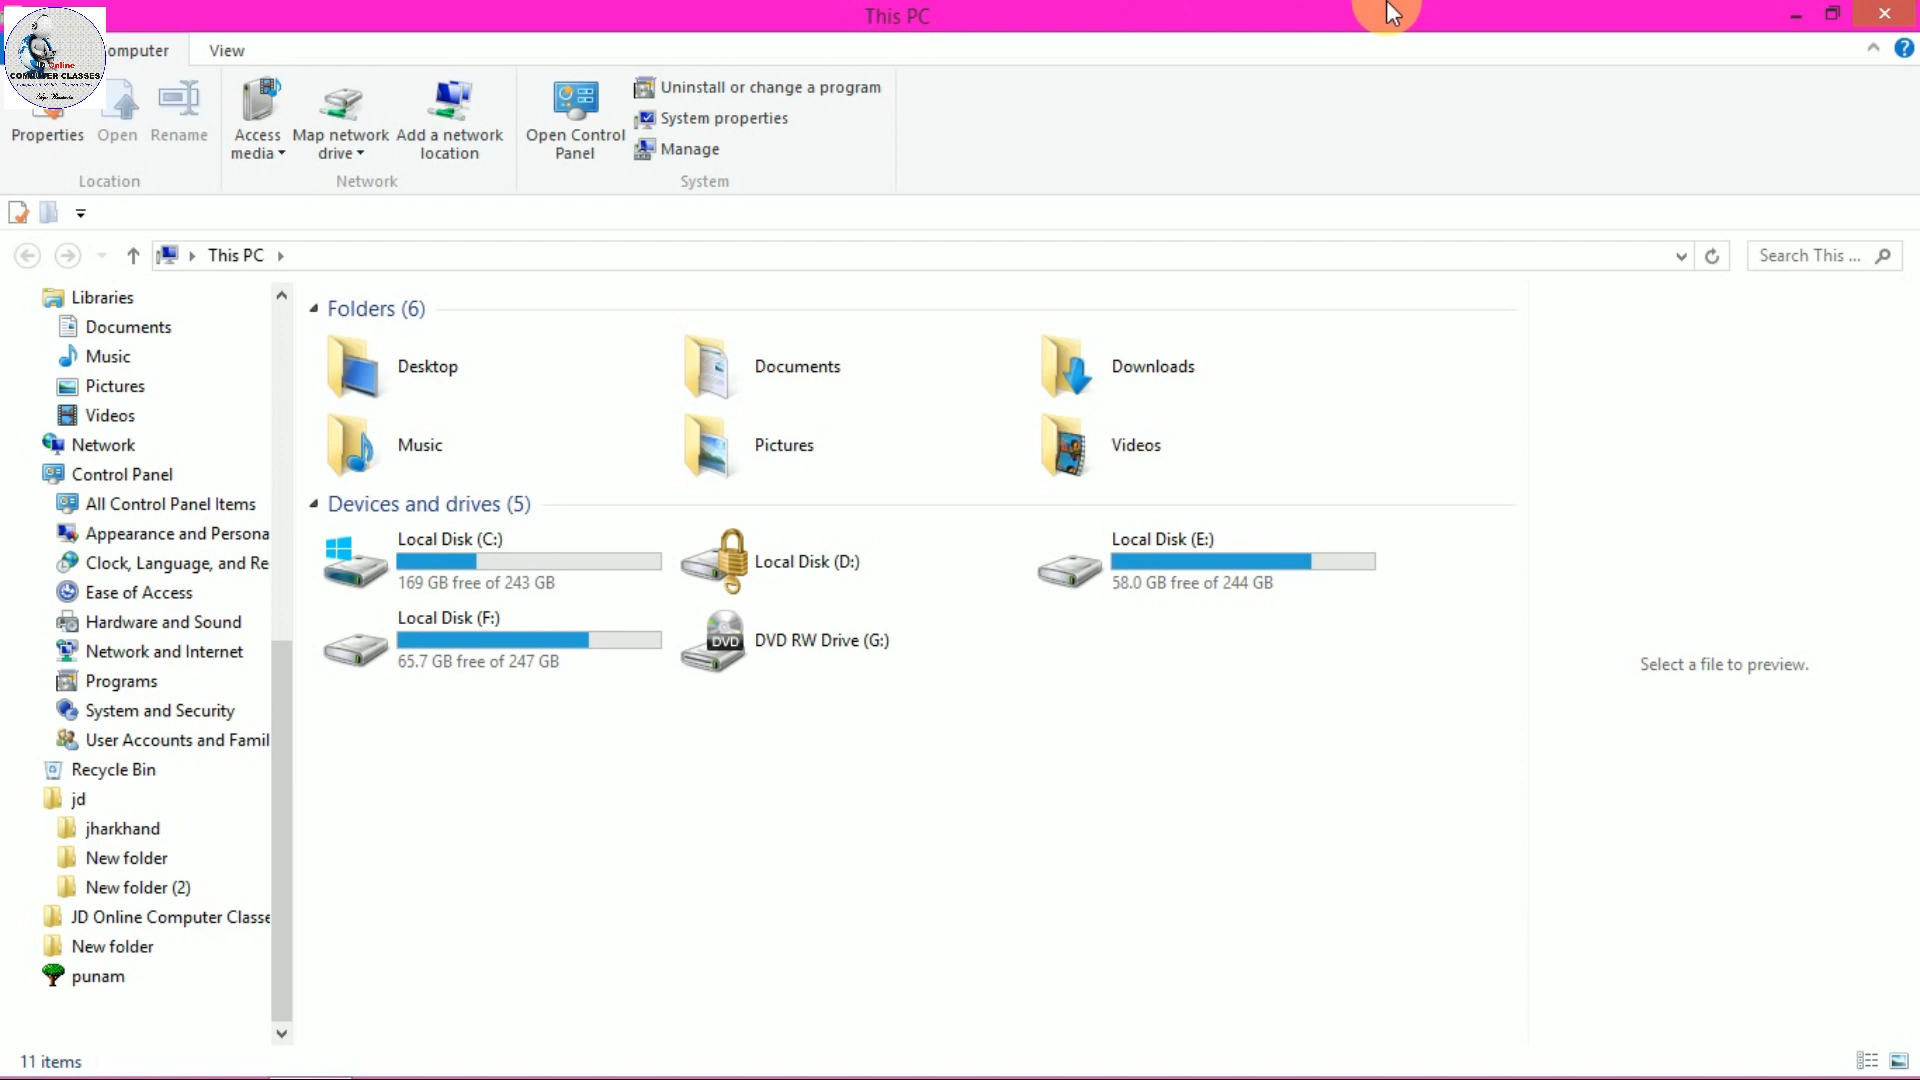 This PC
JD Online
COMPUTER CLASSES
omputer
View
Properties
Open
Rename
Access media
Map network drive
Add a network location
Open Control Panel
Uninstall or change a program
System properties
Manage
Location
Network
System
This PC
Search This ...
Libraries
Documents
Music
Pictures
Videos
Network
Control Panel
All Control Panel Items
Appearance and Persona
Clock, Language, and Re
Ease of Access
Hardware and Sound
Network and Internet
Programs
System and Security
User Accounts and Famil
Recycle Bin
jd
jharkhand
New folder
New folder (2)
JD Online Computer Classe
New folder
punam
Folders (6)
Desktop
Documents
Downloads
Music
Pictures
Videos
Devices and drives (5)
Local Disk (C:)
169 GB free of 243 GB
Local Disk (D:)
Local Disk (E:)
58.0 GB free of 244 GB
Local Disk (F:)
65.7 GB free of 247 GB
DVD
DVD RW Drive (G:)
Select a file to preview.
11 items